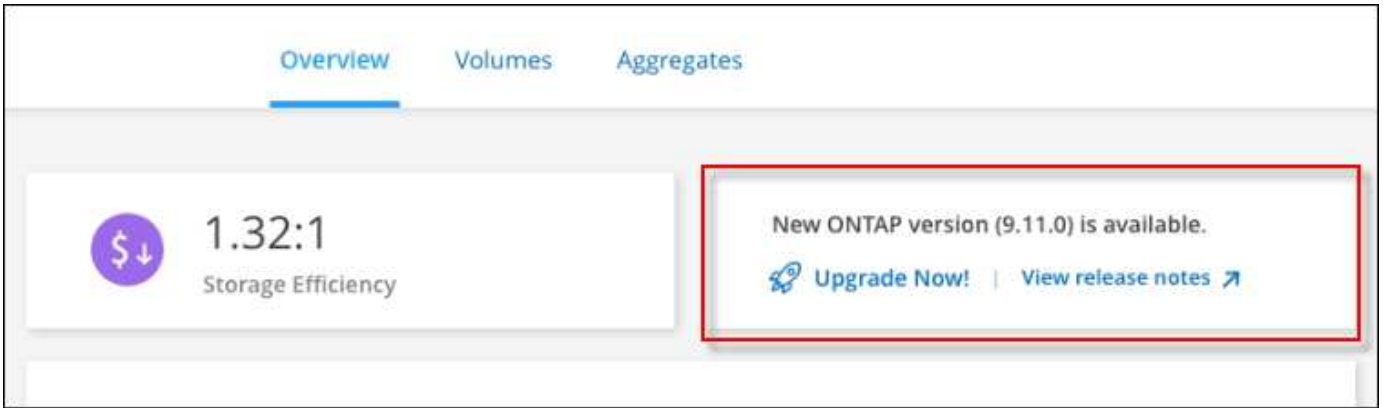 Overview Volumes Aggregates
1.32:1
Storage Efficiency
New ONTAP version (9.11.0) is available.
Upgrade Now! | View release notes